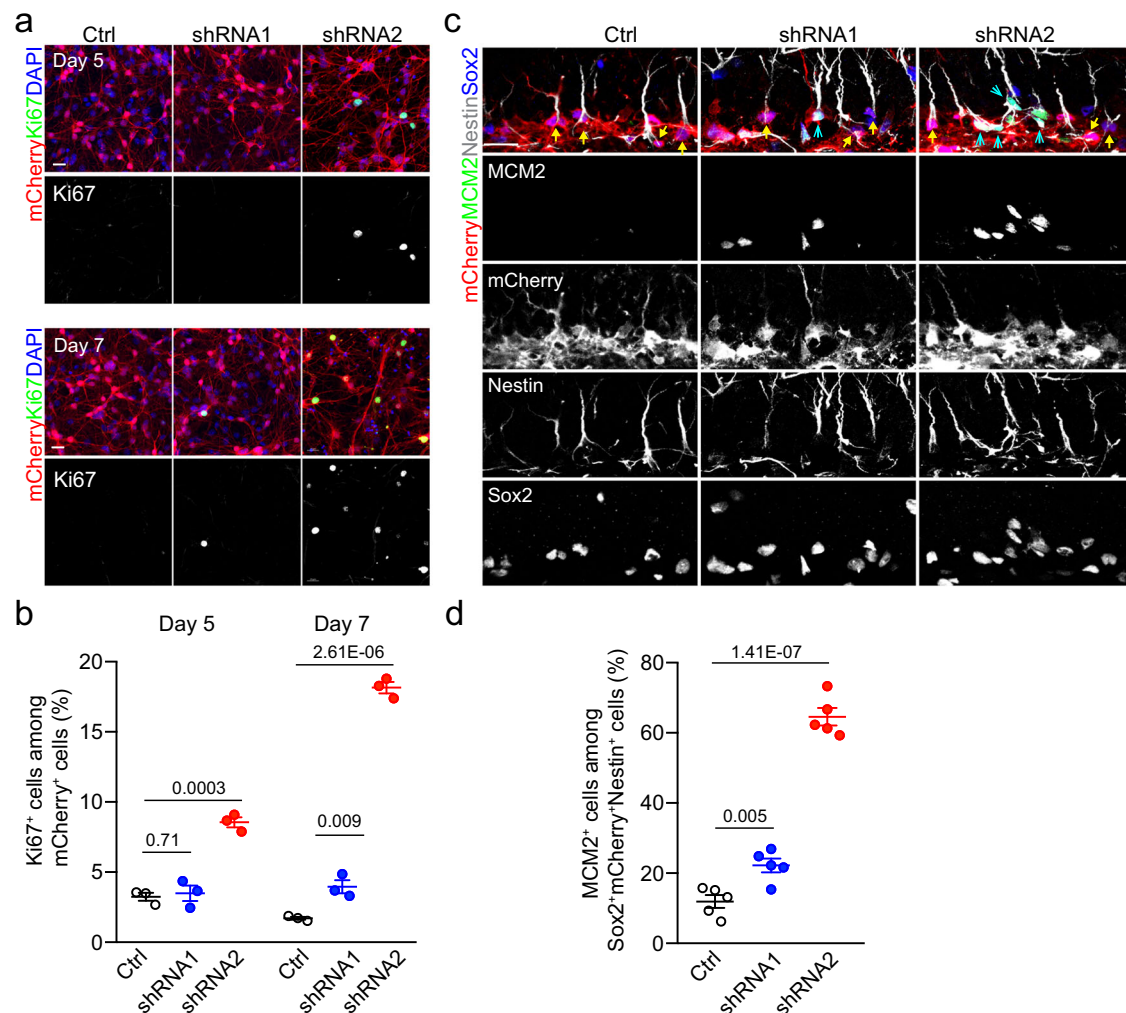 a
Ctrl shRNA1 shRNA2
mCherryKi67DAPI
Day 5
Ki67
mCherryKi67DAPI
Day 7
Ki67
c
Ctrl shRNA1 shRNA2
mCherryMCM2NestinSox2
MCM2
mCherry
Nestin
Sox2
b
Day 5 Day 7
Ki67⁺ cells among
mCherry⁺ cells (%)
20
15
10
5
0
0.71
0.0003
0.009
2.61E-06
Ctrl
shRNA1
shRNA2
Ctrl
shRNA1
shRNA2
d
MCM2⁺ cells among
Sox2⁺mCherry⁺Nestin⁺ cells (%)
80
60
40
20
0
1.41E-07
0.005
Ctrl
shRNA1
shRNA2